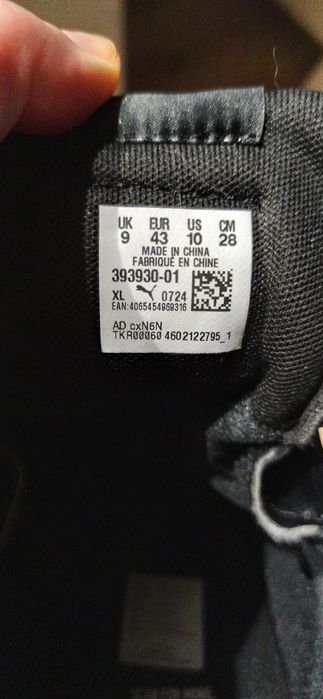 UK EUR US CM
9 43 10 28
MADE IN CHINA
FABRIQUÉ EN CHINE
393930-01
XL 0724
EAN: 4065454969316
AD cxN6N
TKR00060 4602122795_1